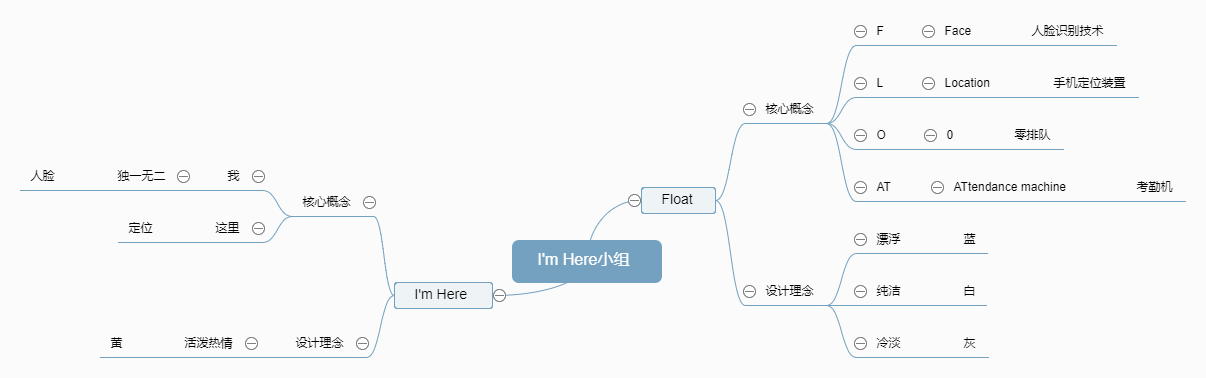 I'm Here小组
Float
核心概念
F Face 人脸识别技术
L Location 手机定位装置
O 0 零排队
AT ATtendance machine 考勤机
设计理念
漂浮 蓝
纯洁 白
冷淡 灰
I'm Here
核心概念
人脸 独一无二 我
定位 这里
设计理念
黄 活泼热情